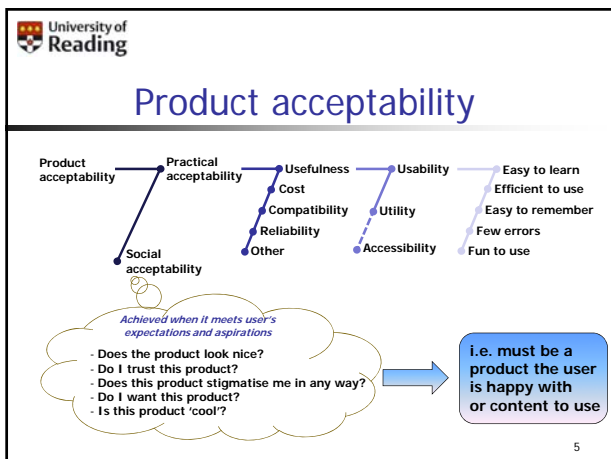 University of
Reading
Product acceptability
Product
acceptability
Practical
acceptability
Usefulness
Cost
Compatibility
Reliability
Other
Usability
Utility
Accessibility
Easy to learn
Efficient to use
Easy to remember
Few errors
Fun to use
Social
acceptability
Achieved when it meets user's
expectations and aspirations
- Does the product look nice?
- Do I trust this product?
- Does this product stigmatise me in any way?
- Do I want this product?
- Is this product 'cool'?
i.e. must be a
product the user
is happy with
or content to use
5